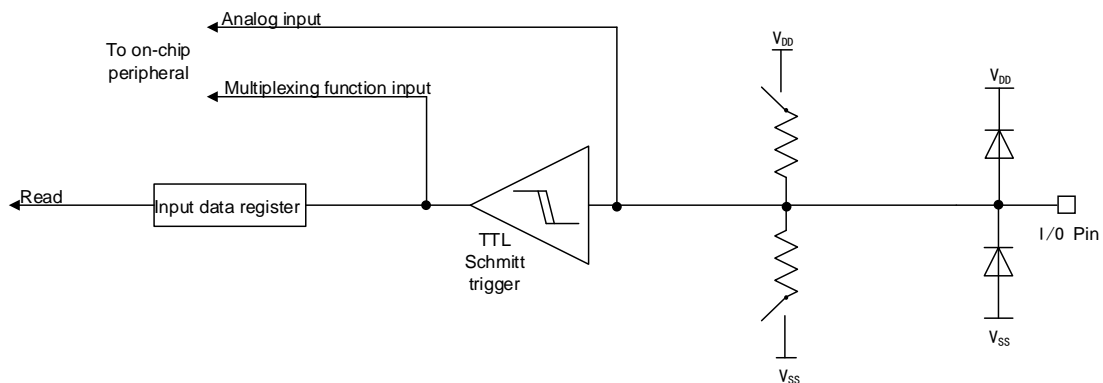 Analog input
To on-chip
peripheral
Multiplexing function input
Read
Input data register
TTL
Schmitt
trigger
VDD
VSS
VDD
VSS
I/O Pin